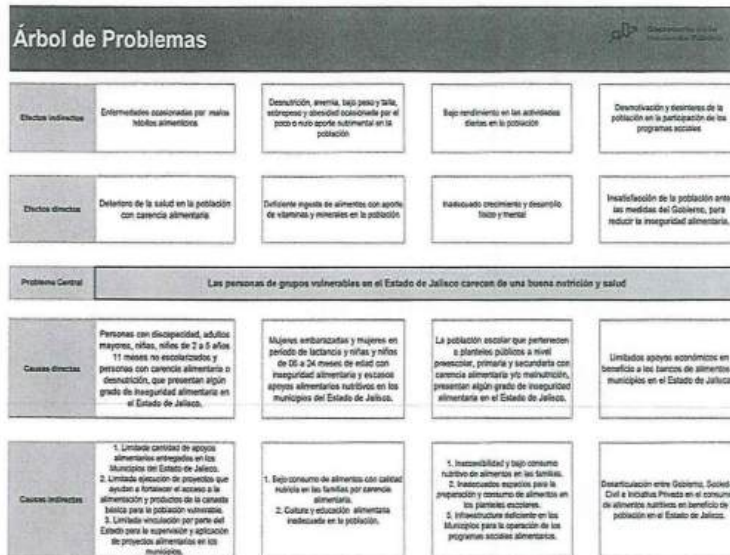 Árbol de Problemas
Efectos indirectos
Enfermedades ocasionadas por malos
hábitos alimenticios
Desnutrición, anemia, bajo peso y talla,
sobrepeso y obesidad ocasionada por el
poco o nulo aporte nutrimental en la
población
Bajo rendimiento en las actividades
diarias en la población
Desmotivación y desinteres de la
población en la participación de los
programas sociales
Efectos directos
Deterioro de la salud en la población
con carencia alimentaria
Deficiente ingesta de alimentos con aporte
de vitaminas y minerales en la población
Inadecuado crecimiento y desarrollo
físico y mental
Insatisfacción de la población ante
las medidas del Gobierno, para
reducir la inseguridad alimentaria.
Problema Central
Las personas de grupos vulnerables en el Estado de Jalisco carecen de una buena nutrición y salud
Causas directas
Personas con discapacidad, adultos
mayores, niñas, niños de 2 a 5 años
11 meses no escolarizados y
personas con carencia alimentaria o
desnutrición, que presentan algún
grado de inseguridad alimentaria en
el Estado de Jalisco.
Mujeres embarazadas y mujeres en
periodo de lactancia y niñas y niños
de 06 a 24 meses de edad con
inseguridad alimentaria y escasos
apoyos alimentarios nutritivos en los
municipios del Estado de Jalisco.
La población escolar que pertenecen
a planteles públicos a nivel
preescolar, primaria y secundaria con
carencia alimentaria y/o malnutrición,
presentan algún grado de inseguridad
alimentaria en el Estado de Jalisco.
Limitados apoyos económicos en
beneficio a los bancos de alimentos
municipios en el Estado de Jalisco
Causas indirectas
1. Limitada cantidad de apoyos
alimentarios entregados en los
Municipios del Estado de Jalisco.
2. Limitada ejecución de proyectos que
ayudan a fortalecer el acceso a la
alimentación y productos de la canasta
básica para la población vulnerable.
3. Limitada vinculación por parte del
Estado para la supervisión y aplicación
de proyectos alimentarios en los
municipios.
1. Bajo consumo de alimentos con calidad
nutricia en las familias por carencia
alimentaria.
2. Cultura y educación alimentaria
inadecuada en la población.
1. Inaccesibilidad y bajo consumo
nutritivo de alimentos en las familias.
2. Inadecuados espacios para la
preparación y consumo de alimentos en
los planteles escolares.
3. Infraestructura deficiente en los
Municipios para la operación de los
programas sociales alimentarios.
Desarticulación entre Gobierno, Socied
Civil e Iniciativa Privada en el consumo
de alimentos nutritivos en beneficio de
población en el Estado de Jalisco.